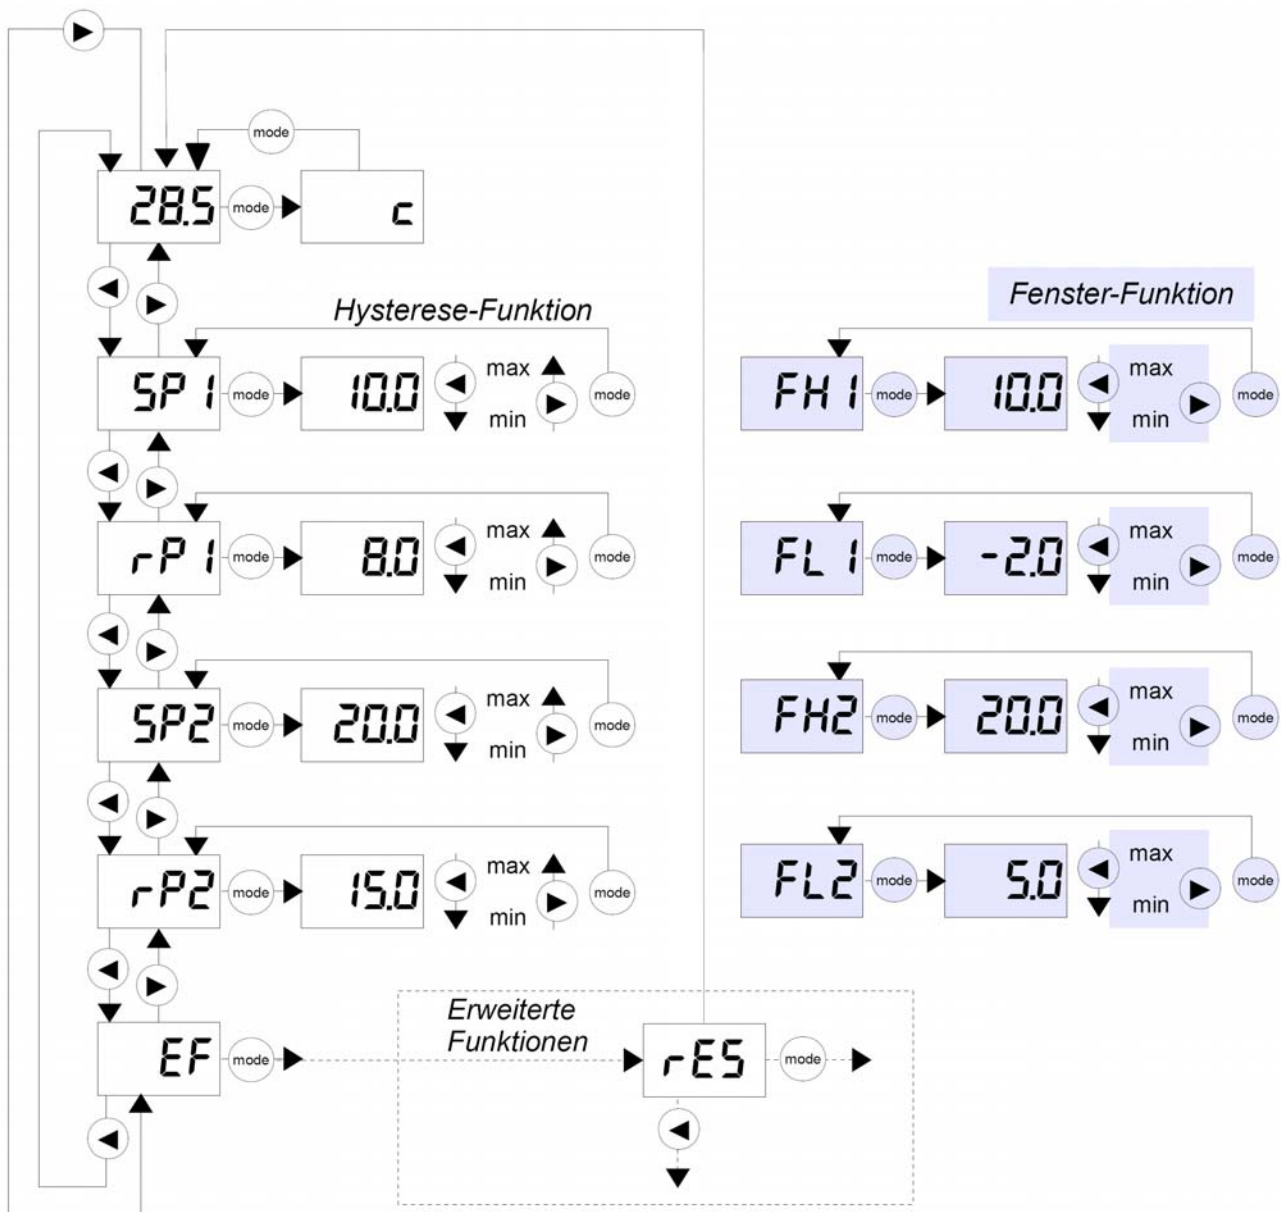 mode
28.5 mode c
Hysterese-Funktion
Fenster-Funktion
SP1 mode 10.0 max min mode
FH1 mode 10.0 max min mode
rP1 mode 8.0 max min mode
FL1 mode -2.0 max min mode
SP2 mode 20.0 max min mode
FH2 mode 20.0 max min mode
rP2 mode 15.0 max min mode
FL2 mode 5.0 max min mode
Erweiterte
Funktionen
EF mode rES mode